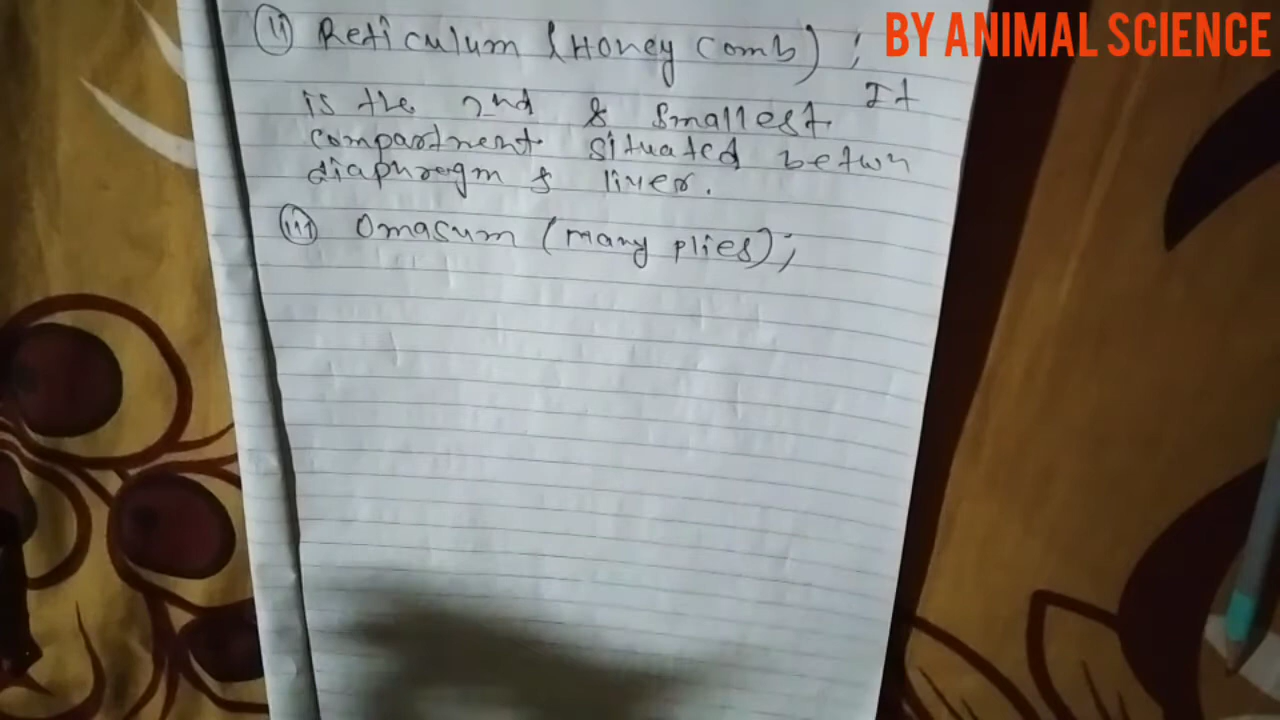 BY ANIMAL SCIENCE
(ii) Reticulum (Honey Comb) ; It
is the 2nd & smallest
compartment situated betwn
diaphregm & liver.
(iii) Omasum (many plies);